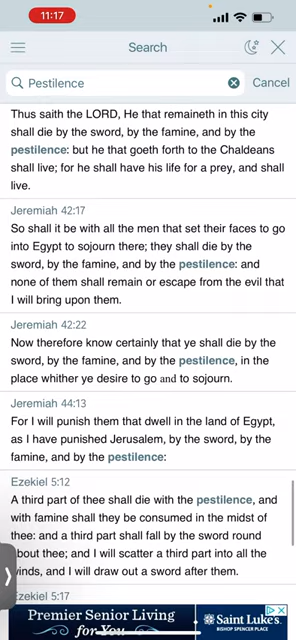 11:17
Search
Pestilence
Cancel
Thus saith the LORD, He that remaineth in this city
shall die by the sword, by the famine, and by the
pestilence: but he that goeth forth to the Chaldeans
shall live; for he shall have his life for a prey, and shall
live.
Jeremiah 42:17
So shall it be with all the men that set their faces to go
into Egypt to sojourn there; they shall die by the
sword, by the famine, and by the pestilence: and
none of them shall remain or escape from the evil that
I will bring upon them.
Jeremiah 42:22
Now therefore know certainly that ye shall die by the
sword, by the famine, and by the pestilence, in the
place whither ye desire to go and to sojourn.
Jeremiah 44:13
For I will punish them that dwell in the land of Egypt,
as I have punished Jerusalem, by the sword, by the
famine, and by the pestilence:
Ezekiel 5:12
A third part of thee shall die with the pestilence, and
with famine shall they be consumed in the midst of
thee: and a third part shall fall by the sword round
about thee; and I will scatter a third part into all the
winds, and I will draw out a sword after them.
Ezekiel 5:17
Premier Senior Living
for You
Saint Luke's
BISHOP SPENCER PLACE